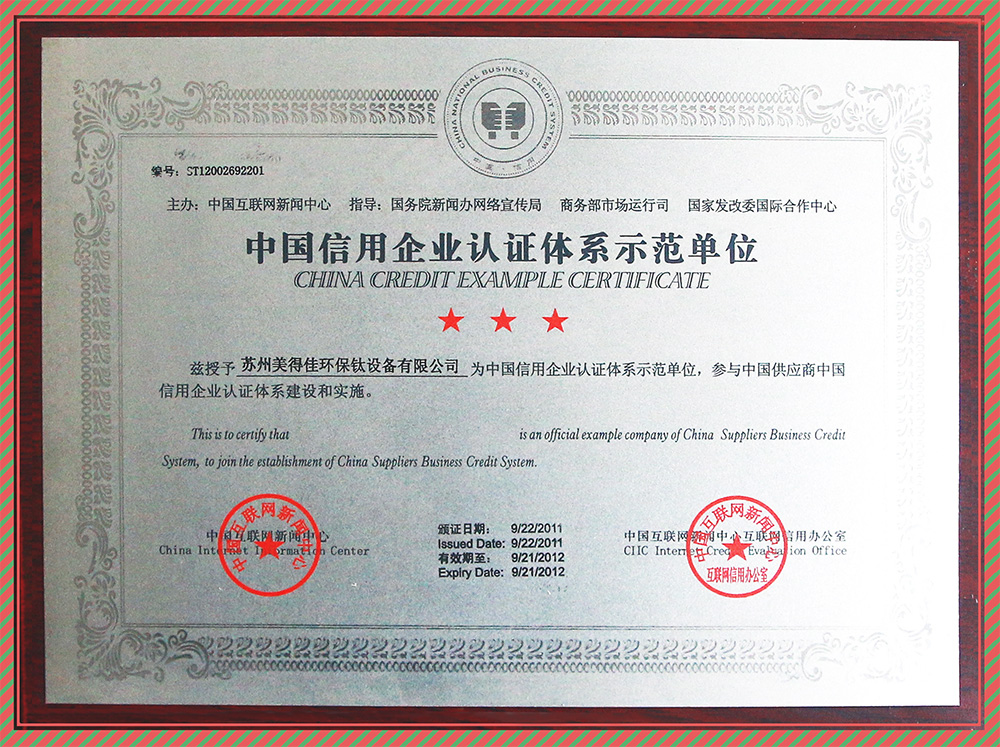 CHINA NATIONAL BUSINESS CREDIT SYSTEM
编号：ST12002692201
主办：中国互联网新闻中心 指导：国务院新闻办网络宣传局 商务部市场运行司 国家发改委国际合作中心
中国信用企业认证体系示范单位
CHINA CREDIT EXAMPLE CERTIFICATE
兹授予 苏州美得佳环保钛设备有限公司 为中国信用企业认证体系示范单位，参与中国供应商中国
信用企业认证体系建设和实施。
This is to certify that is an official example company of China Suppliers Business Credit
System, to join the establishment of China Suppliers Business Credit System.
中国互联网新闻中心
China Internet Information Center
中国互联网新闻中心
颁证日期： 9/22/2011
Issued Date: 9/22/2011
有效期至： 9/21/2012
Expiry Date: 9/21/2012
中国互联网新闻中心互联网信用办公室
CIIC Internet Credit Evaluation Office
中国互联网新闻中心
互联网信用办公室